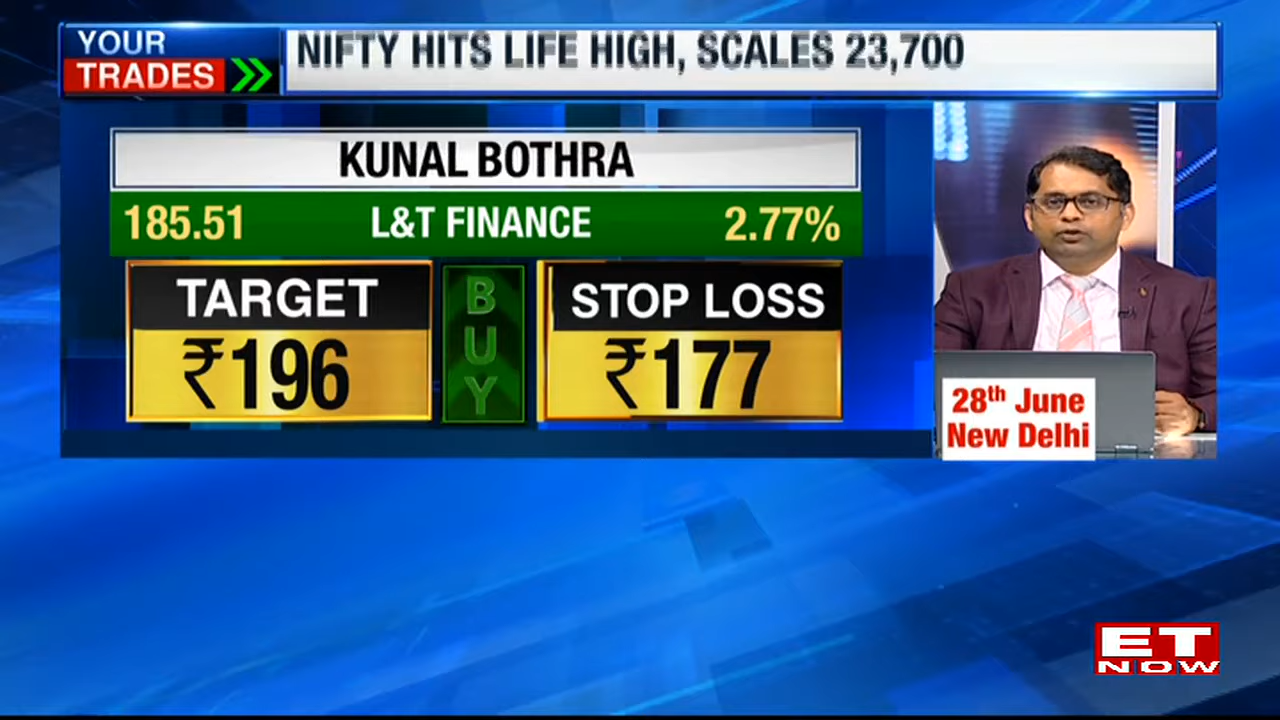 YOUR
TRADES
NIFTY HITS LIFE HIGH, SCALES 23,700
KUNAL BOTHRA
185.51 L&T FINANCE 2.77%
TARGET
₹196
BUY
STOP LOSS
₹177
28th June
New Delhi
ET
NOW